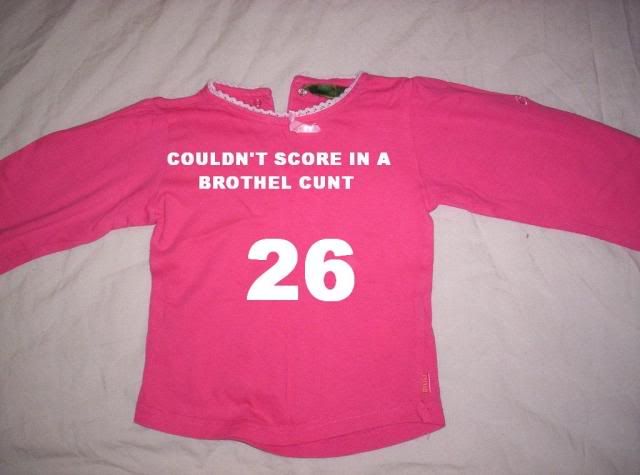 COULDN'T SCORE IN A
BROTHEL CUNT
26